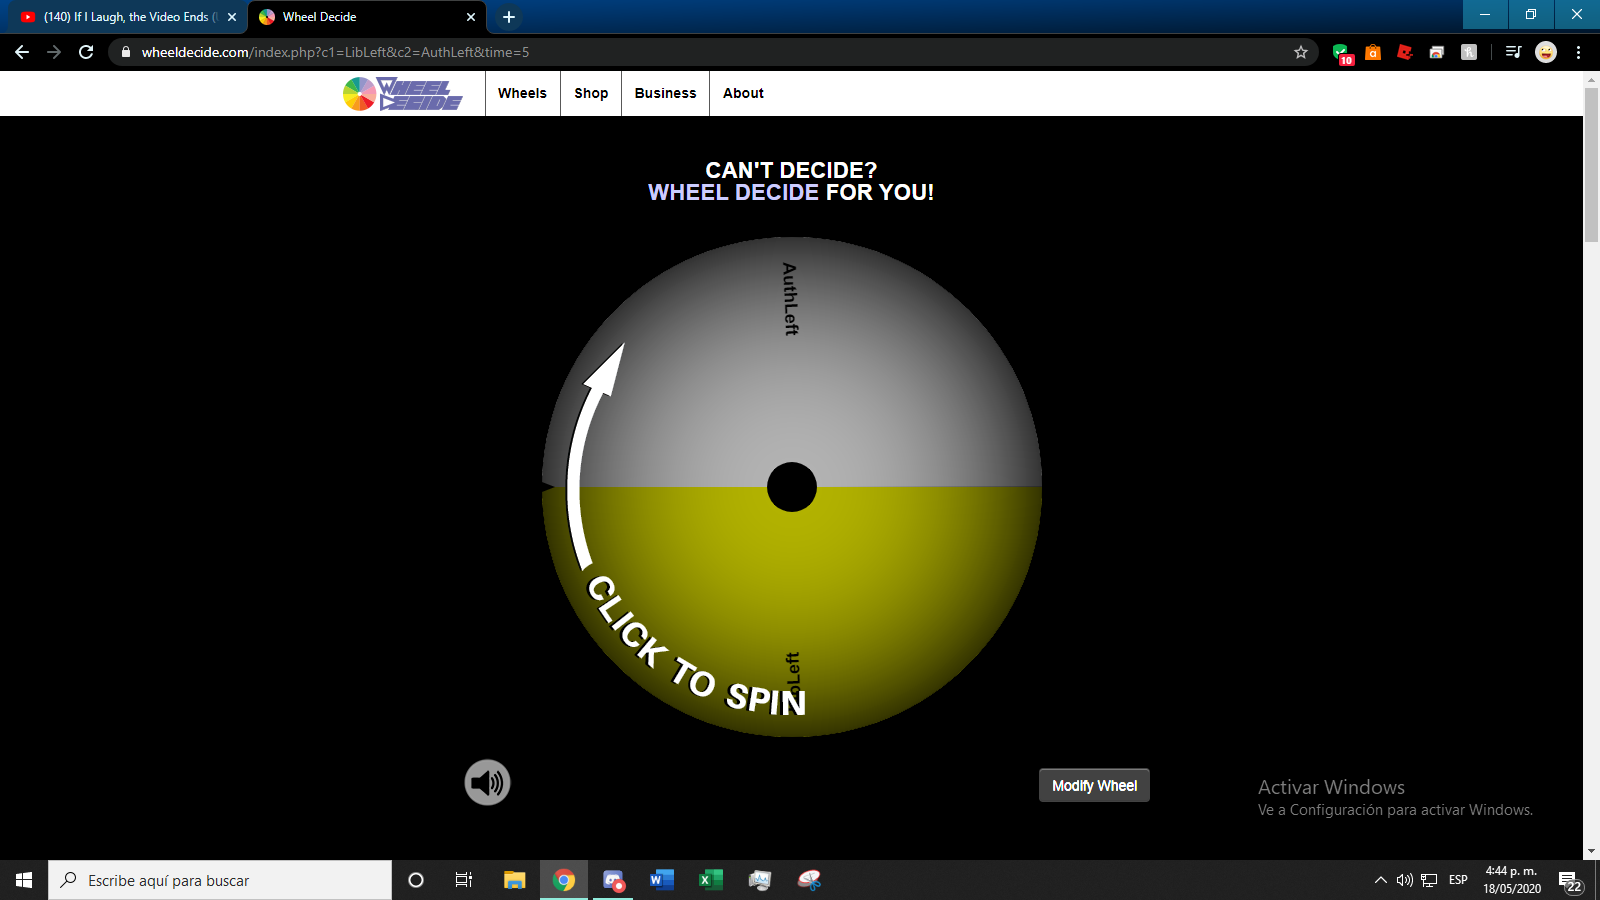 (140) If I Laugh, the Video Ends (
Wheel Decide
wheeldecide.com/index.php?c1=LibLeft&c2=AuthLeft&time=5
10
WHEEL DECIDE
Wheels
Shop
Business
About
CAN'T DECIDE?
WHEEL DECIDE FOR YOU!
AuthLeft
Left
CLICK TO SPIN
Modify Wheel
Activar Windows
Ve a Configuración para activar Windows.
Escribe aquí para buscar
ESP
4:44 p. m.
18/05/2020
22